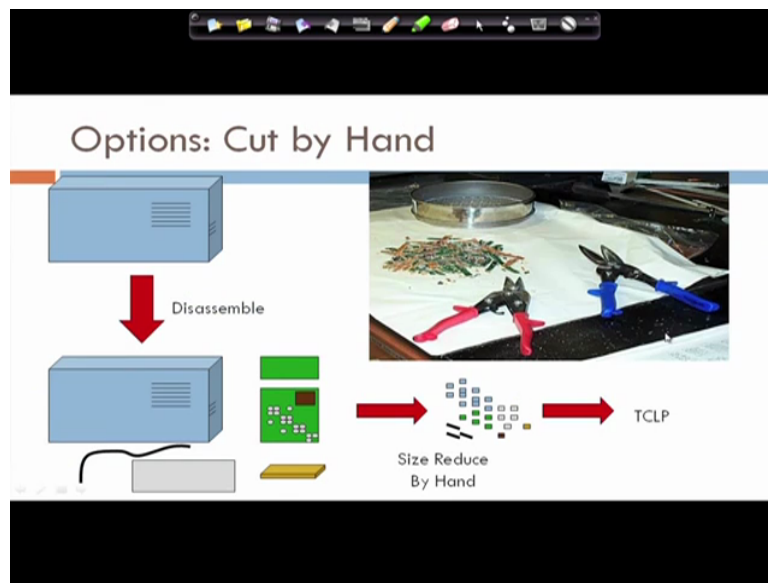 Options: Cut by Hand
Disassemble
Size Reduce
By Hand
TCLP